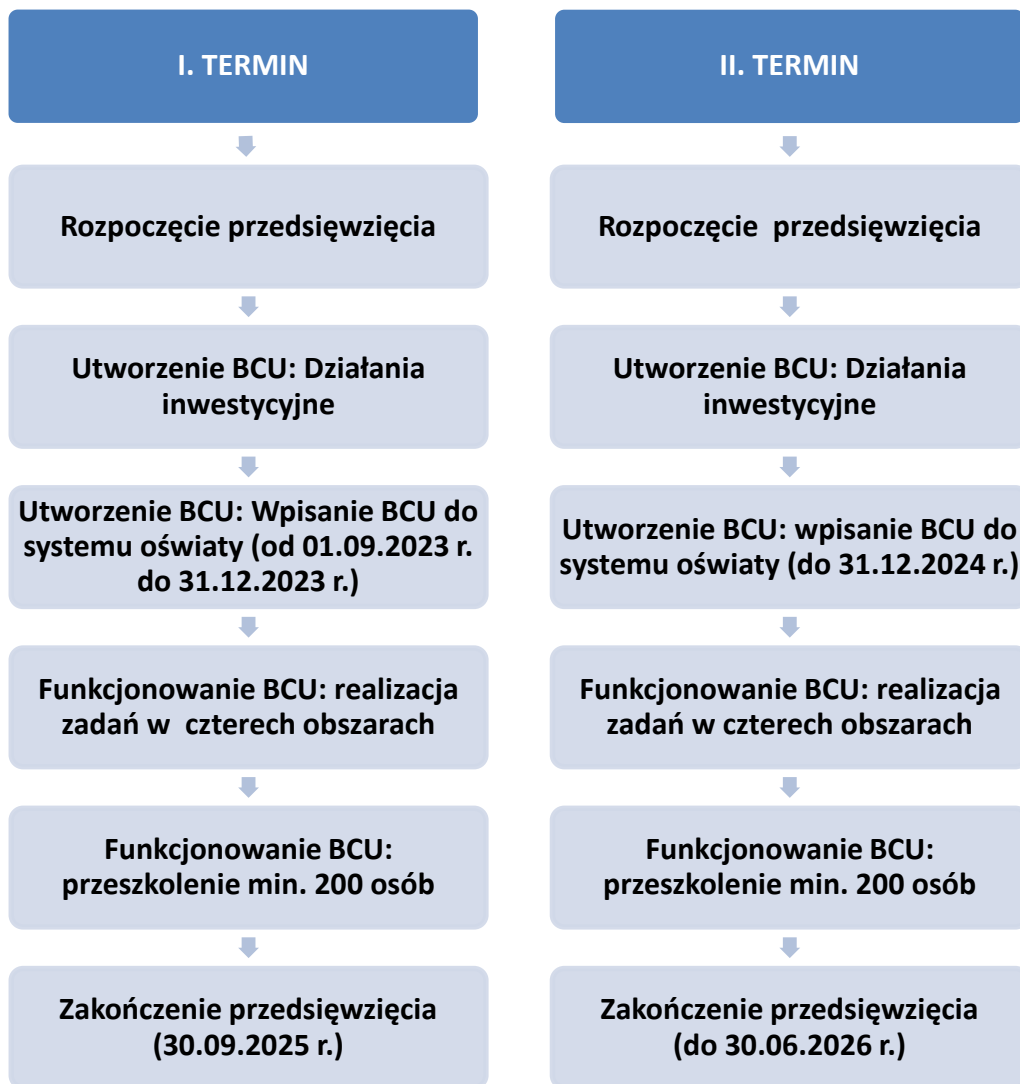 I. TERMIN
Rozpoczęcie przedsięwzięcia
Utworzenie BCU: Działania
inwestycyjne
Utworzenie BCU: Wpisanie BCU do
systemu oświaty (od 01.09.2023 r.
do 31.12.2023 r.)
Funkcjonowanie BCU: realizacja
zadań w czterech obszarach
Funkcjonowanie BCU:
przeszkolenie min. 200 osób
Zakończenie przedsięwzięcia
(30.09.2025 r.)
II. TERMIN
Rozpoczęcie przedsięwzięcia
Utworzenie BCU: Działania
inwestycyjne
Utworzenie BCU: wpisanie BCU do
systemu oświaty (do 31.12.2024 r.)
Funkcjonowanie BCU: realizacja
zadań w czterech obszarach
Funkcjonowanie BCU:
przeszkolenie min. 200 osób
Zakończenie przedsięwzięcia
(do 30.06.2026 r.)